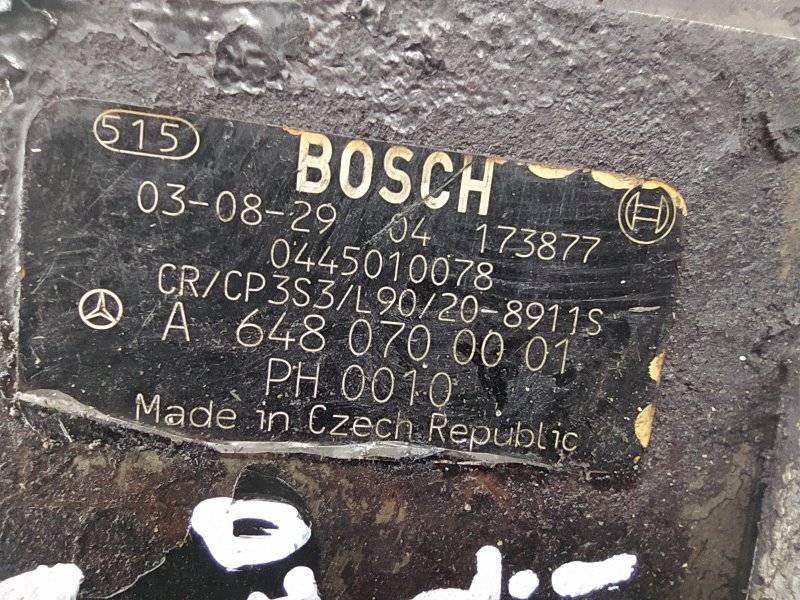 515
BOSCH
03-08-29 04 173877
0445010078
CR/CP3S3/L90/20-8911S
A 648 070 00 01
PH 0010
Made in Czech Republic